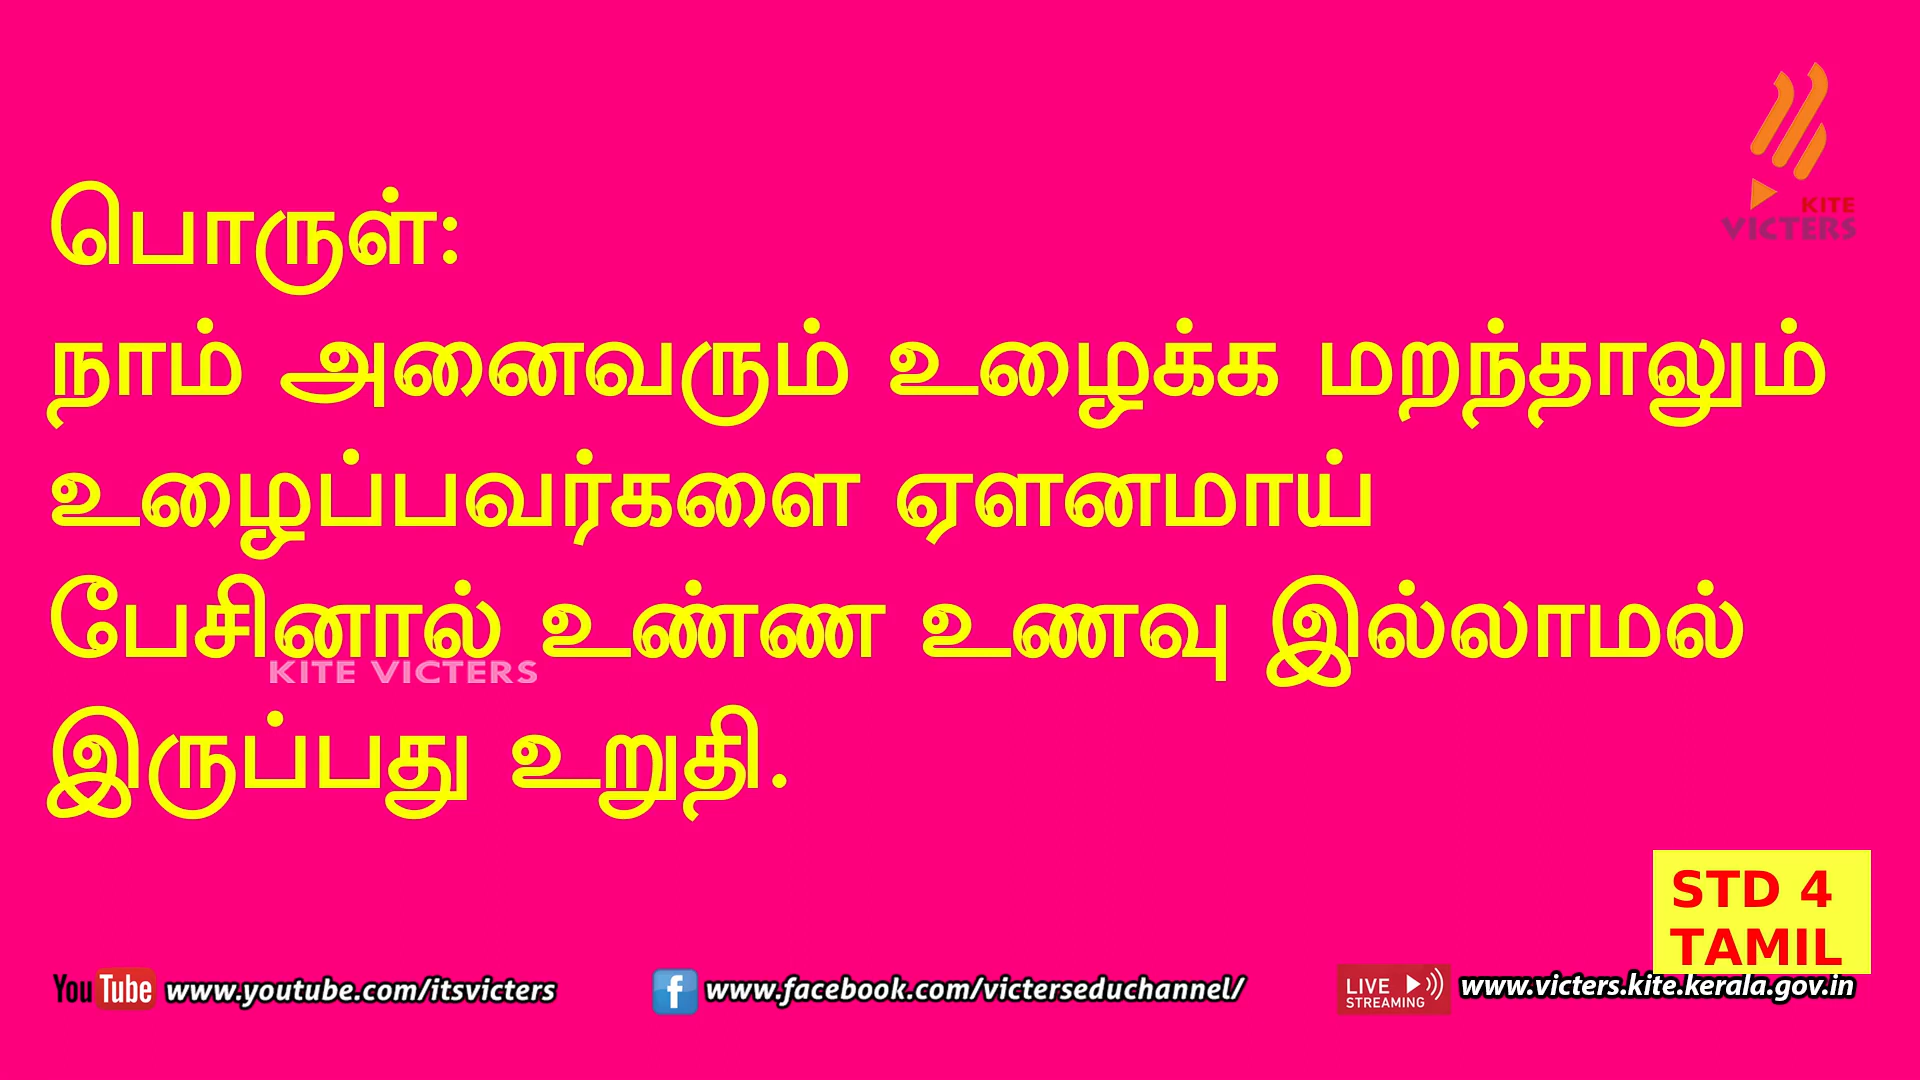 KITE
VICTERS
பொருள்:
நாம் அனைவரும் உழைக்க மறந்தாலும்
உழைப்பவர்களை ஏளனமாய்
பேசினால் உண்ண உணவு இல்லாமல்
KITE VICTERS
இருப்பது உறுதி.
STD 4
TAMIL
YouTube www.youtube.com/itsvicters
f www.facebook.com/victerseduchannel/
LIVE
STREAMING
www.victers.kite.kerala.gov.in